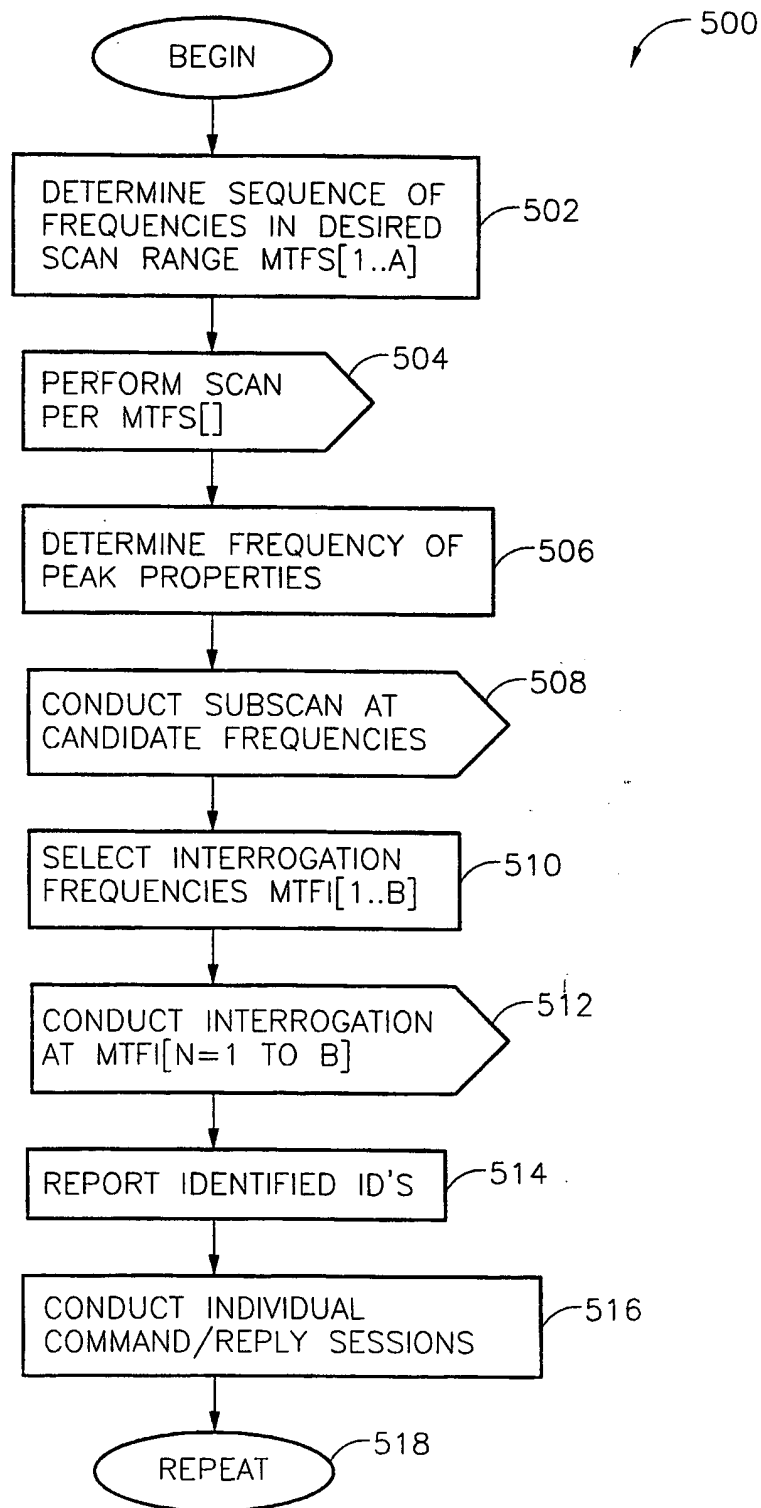 500
BEGIN
DETERMINE SEQUENCE OF
FREQUENCIES IN DESIRED
SCAN RANGE MTFS[1..A]
502
PERFORM SCAN
PER MTFS[]
504
DETERMINE FREQUENCY OF
PEAK PROPERTIES
506
CONDUCT SUBSCAN AT
CANDIDATE FREQUENCIES
508
SELECT INTERROGATION
FREQUENCIES MTFI[1..B]
510
CONDUCT INTERROGATION
AT MTFI[N=1 TO B]
512
REPORT IDENTIFIED ID'S
514
CONDUCT INDIVIDUAL
COMMAND/REPLY SESSIONS
516
REPEAT
518